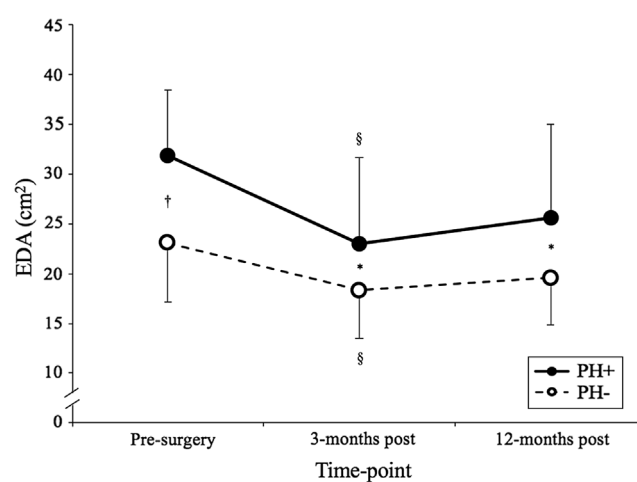 45
40
35
30
25
20
15
10
0
EDA (cm²)
§
†
*
*
§
PH+
PH-
Pre-surgery
3-months post
12-months post
Time-point